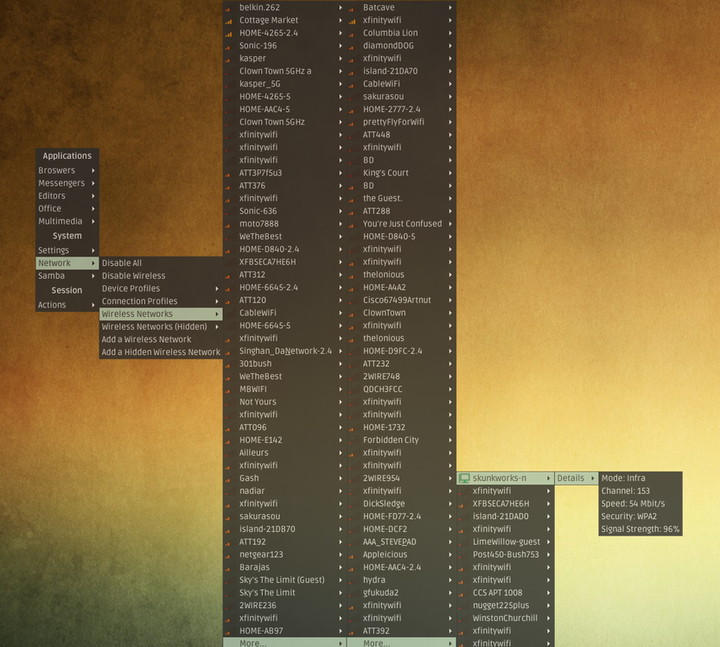 Applications
Broswers
Messengers
Editors
Office
Multimedia
System
Settings
Network
Samba
Session
Actions
Disable All
Disable Wireless
Device Profiles
Connection Profiles
Wireless Networks
Wireless Networks (Hidden)
Add a Wireless Network
Add a Hidden Wireless Network
belkin.262
Cottage Market
HOME-4265-2.4
Sonic-196
kasper
Clown Town 5GHz a
kasper_5G
HOME-4265-5
HOME-AAC4-5
Clown Town 5GHz
xfinitywifi
xfinitywifi
xfinitywifi
ATT3P7f5u3
ATT376
xfinitywifi
Sonic-636
moto7888
WeTheBest
HOME-D840-2.4
XFBSECA7HE6H
ATT312
HOME-6645-2.4
ATT120
CableWiFi
HOME-6645-5
xfinitywifi
Singhan_DaNetwork-2.4
301bush
WeTheBest
MBWIFI
Not Yours
xfinitywifi
ATT096
HOME-E142
Ailleurs
xfinitywifi
Gash
nadiar
xfinitywifi
sakurasou
island-21DB70
ATT192
netgear123
Barajas
Sky's The Limit (Guest)
Sky's The Limit
2WIRE236
xfinitywifi
HOME-AB97
More...
Batcave
xfinitywifi
Columbia Lion
diamondDOG
xfinitywifi
island-21DA70
CableWiFi
sakurasou
HOME-2777-2.4
prettyFlyForWifi
ATT448
xfinitywifi
BD
King's Court
BD
the Guest.
ATT288
You're Just Confused
HOME-D840-5
xfinitywifi
xfinitywifi
thelonious
HOME-A4A2
Cisco67499Artnut
ClownTown
xfinitywifi
thelonious
HOME-D9FC-2.4
ATT232
2WIRE748
QDCH3FCC
xfinitywifi
xfinitywifi
HOME-1732
Forbidden City
xfinitywifi
xfinitywifi
2WIRE954
xfinitywifi
DickSledge
HOME-FD77-2.4
HOME-DCF2
AAA_STEVEPAD
Appleicious
HOME-AAC4-2.4
hydra
gfukuda2
xfinitywifi
xfinitywifi
ATT392
More...
skunkworks-n
xfinitywifi
XFBSECA7HE6H
island-21DAD0
xfinitywifi
LimeWillow-guest
Post450-Bush753
xfinitywifi
xfinitywifi
CCS APT 1008
nugget225plus
WinstonChurchill
xfinitywifi
xfinitywifi
Details
Mode: Infra
Channel: 153
Speed: 54 Mbit/s
Security: WPA2
Signal Strength: 96%